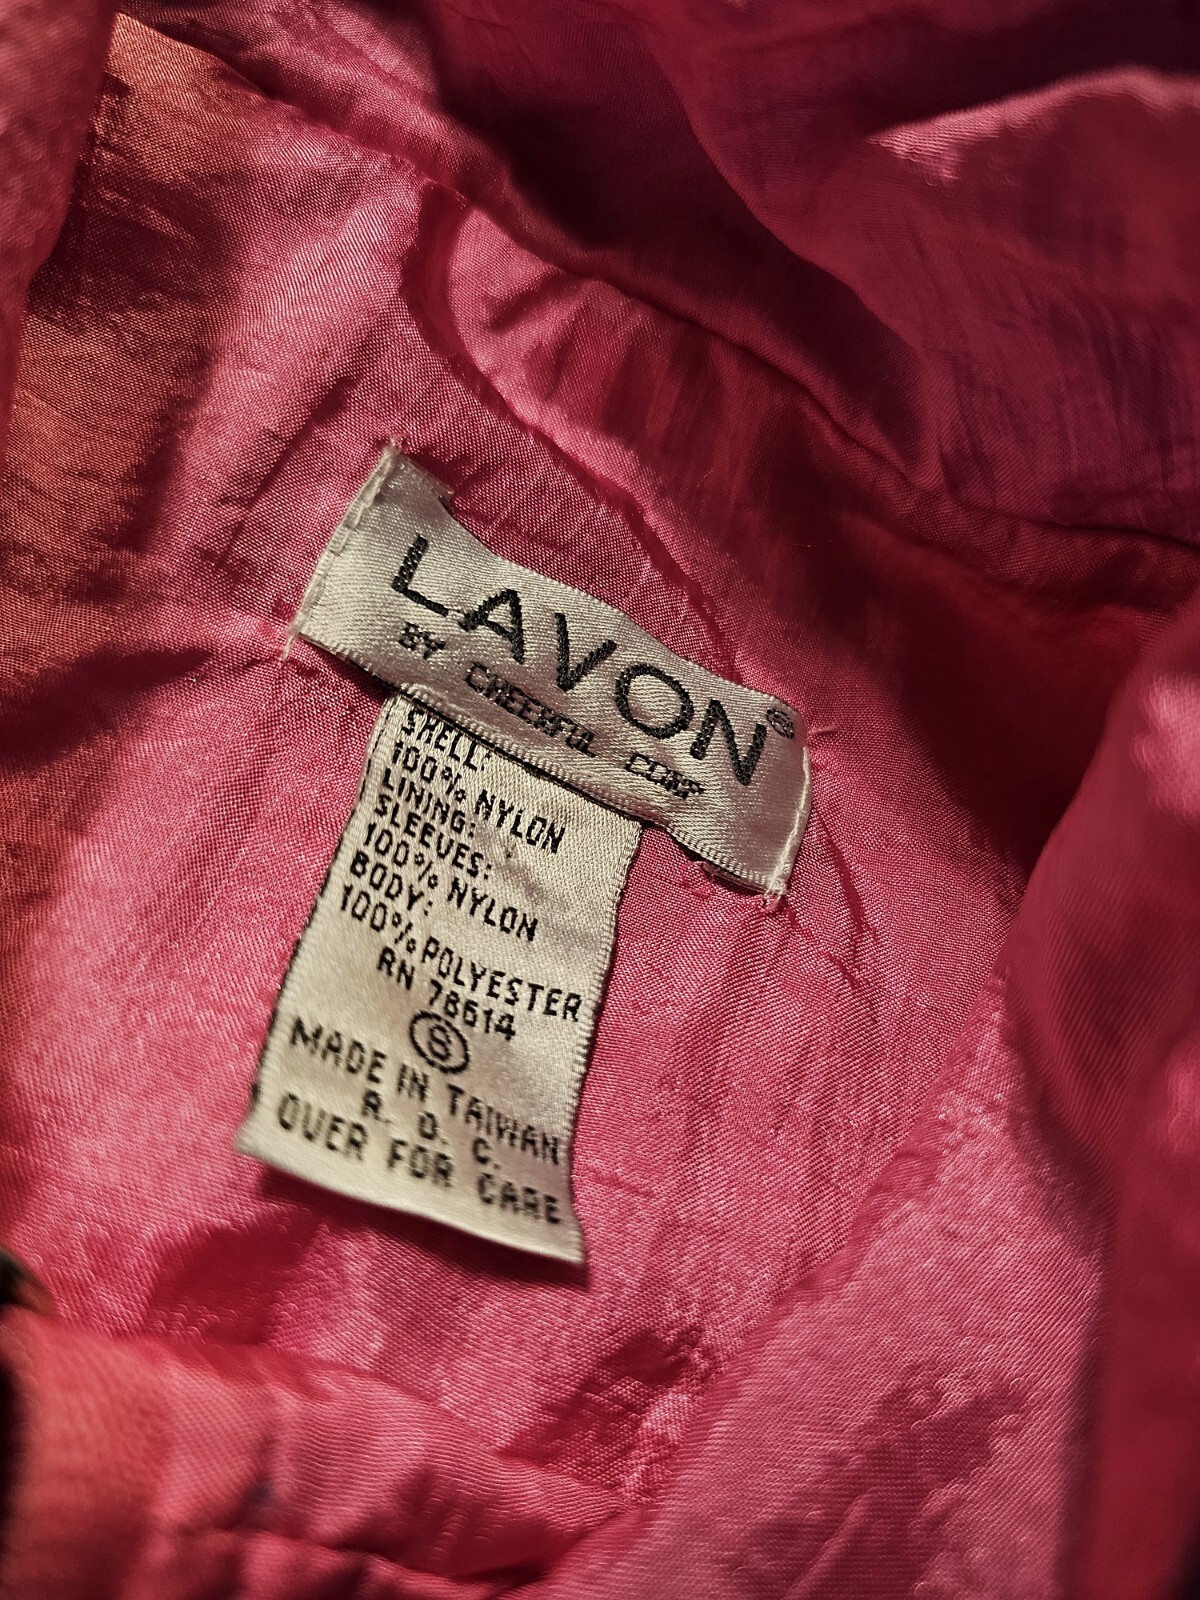 LAVON®
BY CHEERFUL CORP
SHELL:
100% NYLON
LINING:
SLEEVES:
100% NYLON
BODY:
100% POLYESTER
RN 78614
S
MADE IN TAIWAN
R. O. C.
OVER FOR CARE